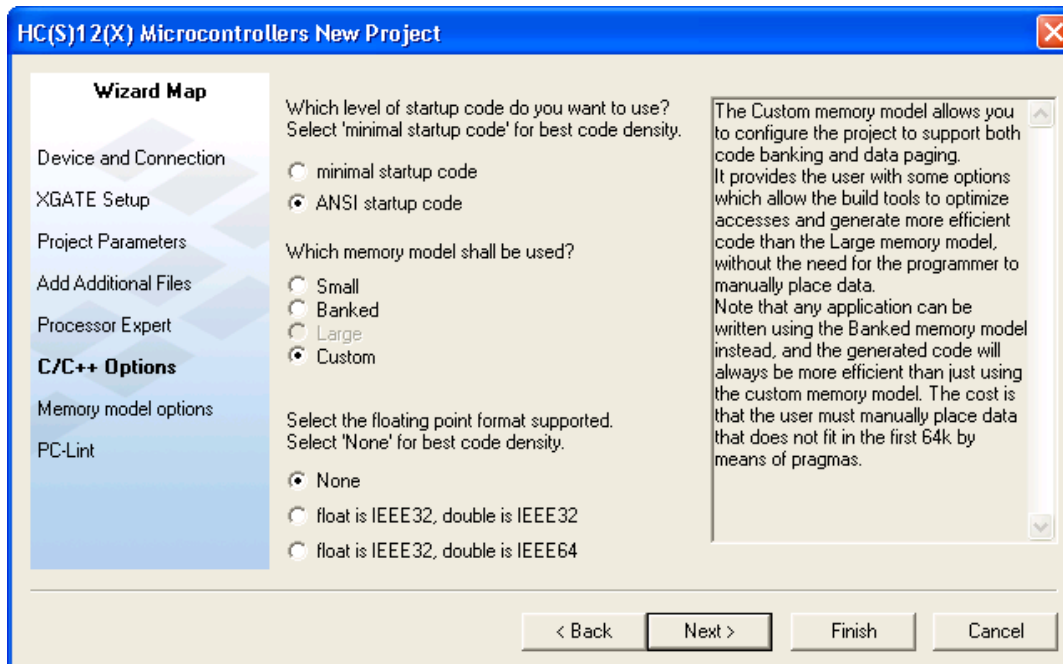 HC(S)12(X) Microcontrollers New Project
Wizard Map
Device and Connection
XGATE Setup
Project Parameters
Add Additional Files
Processor Expert
C/C++ Options
Memory model options
PC-Lint
Which level of startup code do you want to use?
Select 'minimal startup code' for best code density.
minimal startup code
ANSI startup code
Which memory model shall be used?
Small
Banked
Large
Custom
Select the floating point format supported.
Select 'None' for best code density.
None
float is IEEE32, double is IEEE32
float is IEEE32, double is IEEE64
The Custom memory model allows you
to configure the project to support both
code banking and data paging.
It provides the user with some options
which allow the build tools to optimize
accesses and generate more efficient
code than the Large memory model,
without the need for the programmer to
manually place data.
Note that any application can be
written using the Banked memory model
instead, and the generated code will
always be more efficient than just using
the custom memory model. The cost is
that the user must manually place data
that does not fit in the first 64k by
means of pragmas.
< Back
Next >
Finish
Cancel